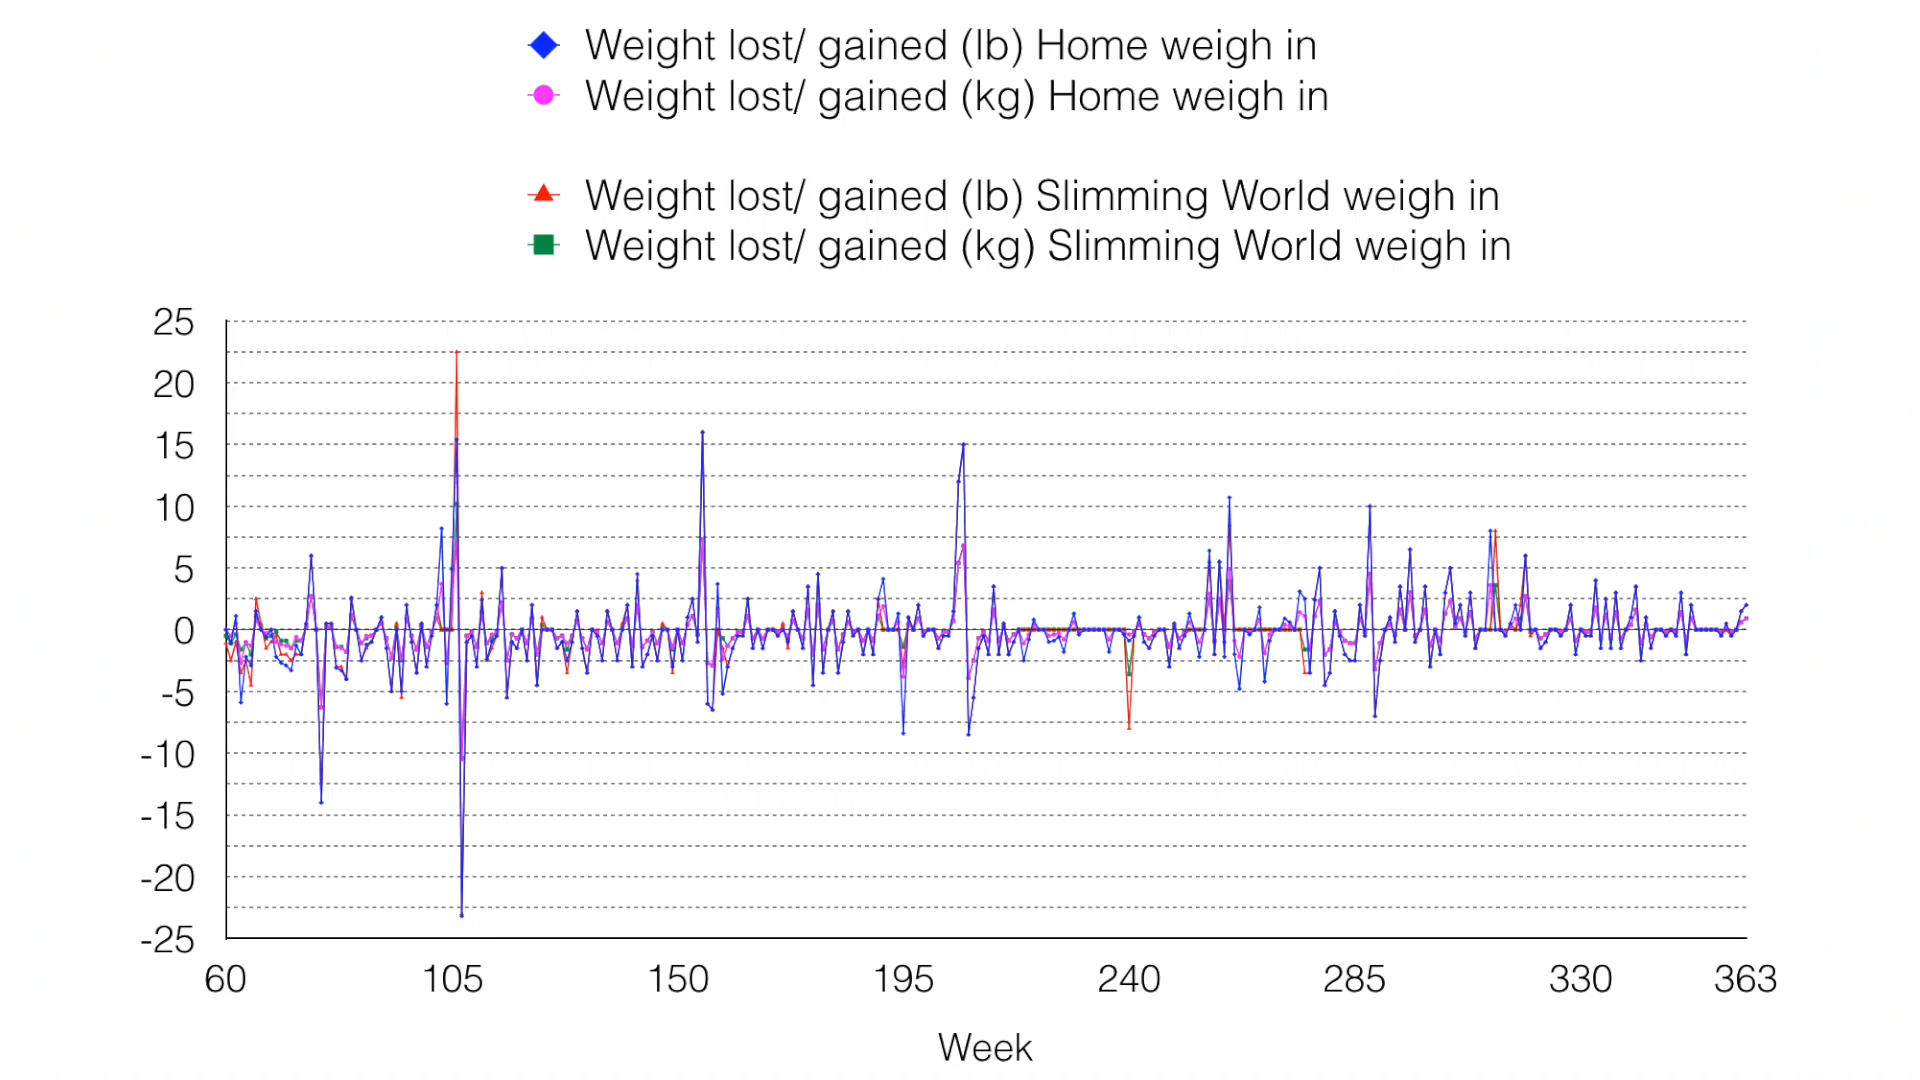 Weight lost/ gained (lb) Home weigh in
Weight lost/ gained (kg) Home weigh in
Weight lost/ gained (lb) Slimming World weigh in
Weight lost/ gained (kg) Slimming World weigh in
25
20
15
10
5
0
-5
-10
-15
-20
-25
60 105 150 195 240 285 330 363
Week